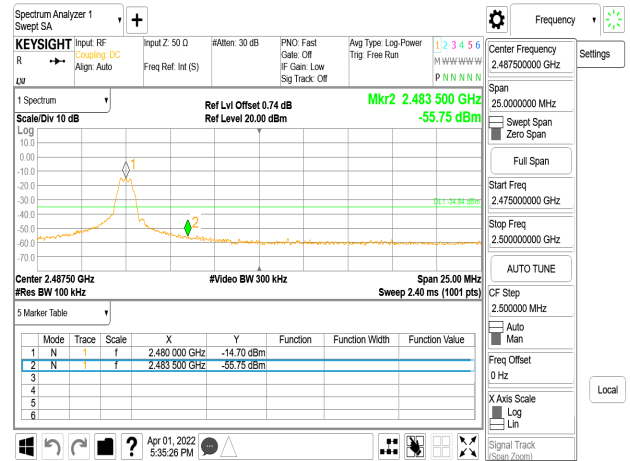 Spectrum Analyzer 1
Swept SA
Frequency
Settings
KEYSIGHT
R
Input: RF
Coupling: DC
Align: Auto
Input Z: 50 Ω
Freq Ref: Int (S)
#Atten: 30 dB
PNO: Fast
Gate: Off
IF Gain: Low
Sig Track: Off
Avg Type: Log-Power
Trig: Free Run
1 2 3 4 5 6
M W W W W W
P N N N N N
1 Spectrum
Scale/Div 10 dB
Ref Lvl Offset 0.74 dB
Ref Level 20.00 dBm
Mkr2 2.483 500 GHz
-55.75 dBm
Log
10.0
0.00
-10.0
-20.0
-30.0
-40.0
-50.0
-60.0
-70.0
1
2
DL1 -34.64 dBm
Center 2.48750 GHz
#Video BW 300 kHz
Span 25.00 MHz
#Res BW 100 kHz
Sweep 2.40 ms (1001 pts)
5 Marker Table
Mode Trace Scale X Y Function Function Width Function Value
1 N 1 f 2.480 000 GHz -14.70 dBm
2 N 1 f 2.483 500 GHz -55.75 dBm
3
4
5
6
Apr 01, 2022
5:35:26 PM
Center Frequency
2.487500000 GHz
Span
25.0000000 MHz
Swept Span
Zero Span
Full Span
Start Freq
2.475000000 GHz
Stop Freq
2.500000000 GHz
AUTO TUNE
CF Step
2.500000 MHz
Auto
Man
Freq Offset
0 Hz
X Axis Scale
Log
Lin
Signal Track
(Span Zoom)
Local